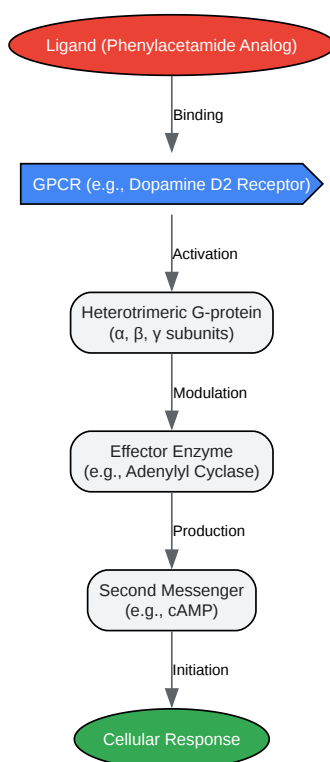 Ligand (Phenylacetamide Analog)
Binding
GPCR (e.g., Dopamine D2 Receptor)
Activation
Heterotrimeric G-protein
(α, β, γ subunits)
Modulation
Effector Enzyme
(e.g., Adenylyl Cyclase)
Production
Second Messenger
(e.g., cAMP)
Initiation
Cellular Response